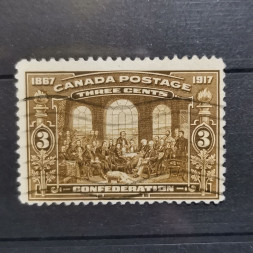 1867 CANADA POSTAGE 1917
THREE CENTS
3 3
CONFEDERATION